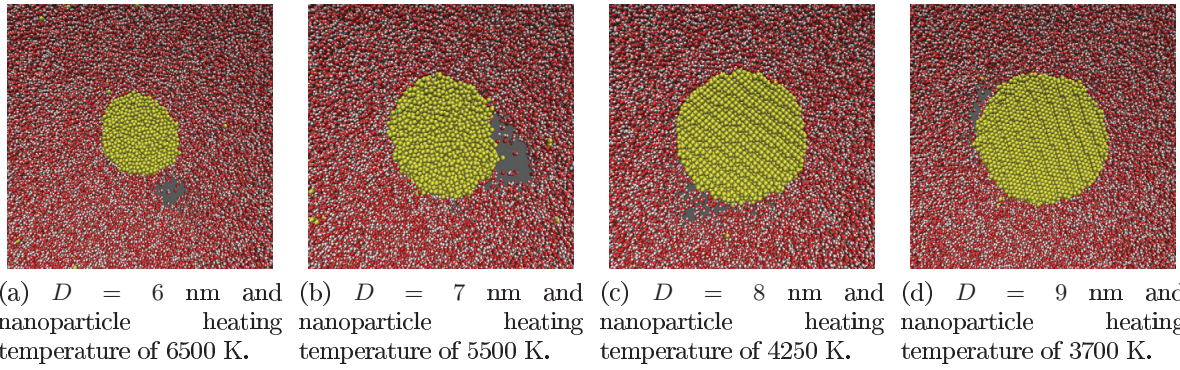 (a) D = 6 nm and
nanoparticle heating
temperature of 6500 K.
(b) D = 7 nm and
nanoparticle heating
temperature of 5500 K.
(c) D = 8 nm and
nanoparticle heating
temperature of 4250 K.
(d) D = 9 nm and
nanoparticle heating
temperature of 3700 K.